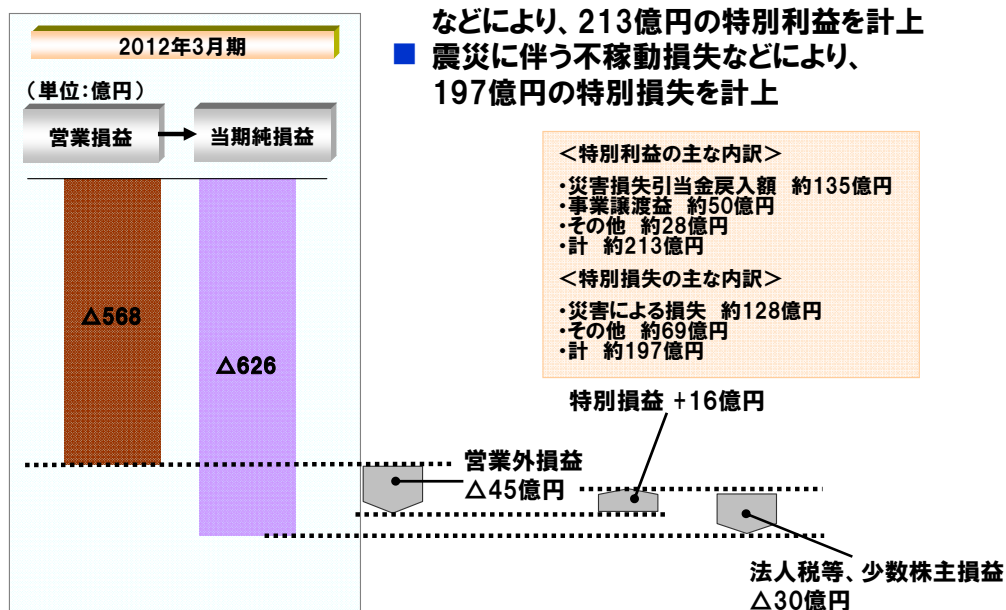 などにより、213億円の特別利益を計上
■ 震災に伴う不稼動損失などにより、
197億円の特別損失を計上
2012年3月期
（単位：億円）
営業損益
当期純損益
△568
△626
＜特別利益の主な内訳＞
・災害損失引当金戻入額 約135億円
・事業譲渡益 約50億円
・その他 約28億円
・計 約213億円
＜特別損失の主な内訳＞
・災害による損失 約128億円
・その他 約69億円
・計 約197億円
特別損益 +16億円
営業外損益
△45億円
法人税等、少数株主損益
△30億円